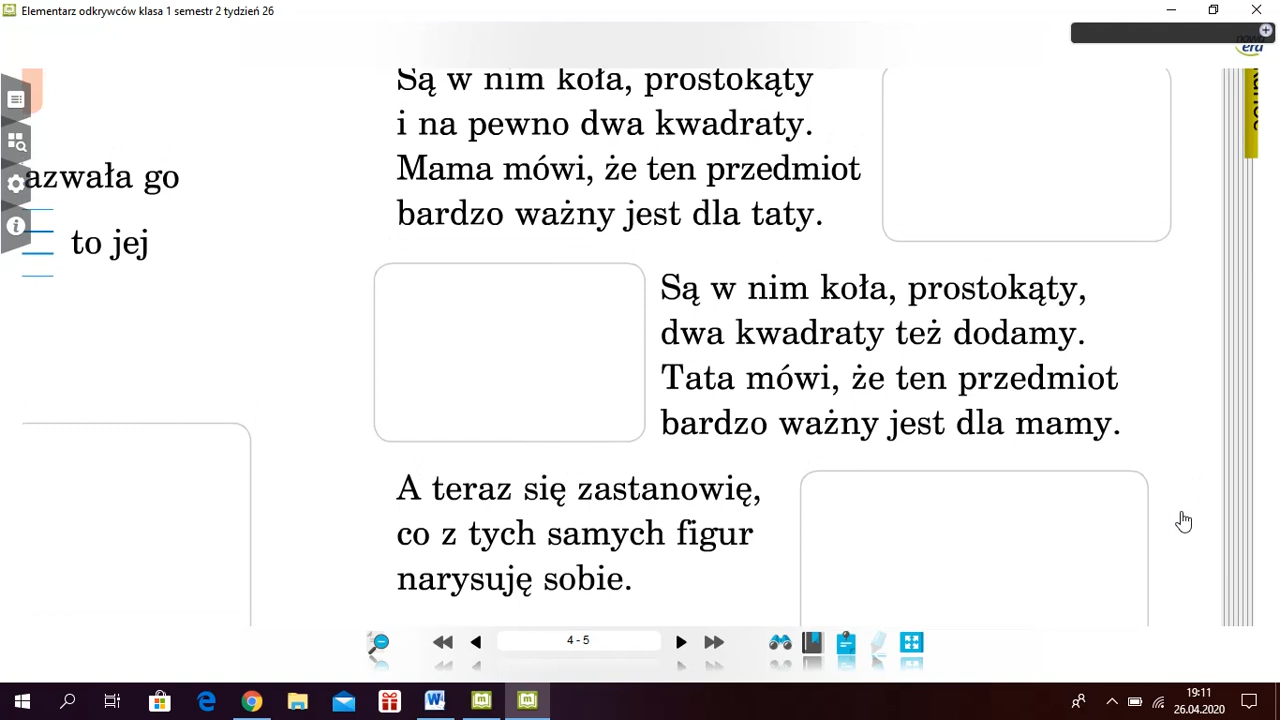 Elementarz odkrywców klasa 1 semestr 2 tydzień 26
nowa
era
Są w nim koła, prostokąty
i na pewno dwa kwadraty.
Mama mówi, że ten przedmiot
bardzo ważny jest dla taty.
azwała go
to jej
Są w nim koła, prostokąty,
dwa kwadraty też dodamy.
Tata mówi, że ten przedmiot
bardzo ważny jest dla mamy.
A teraz się zastanowię,
co z tych samych figur
narysuję sobie.
4 - 5
19:11
26.04.2020